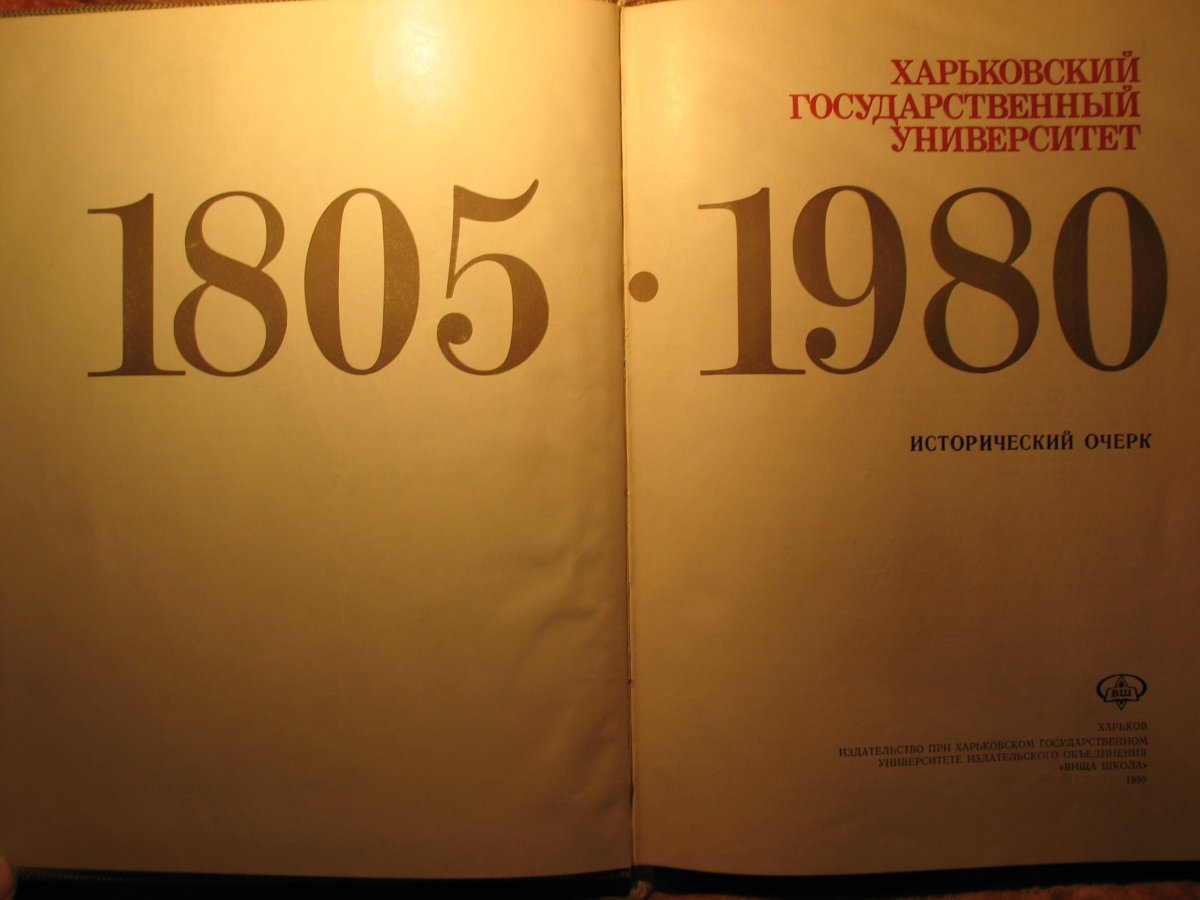 ХАРЬКОВСКИЙ
ГОСУДАРСТВЕННЫЙ
УНИВЕРСИТЕТ
1805 · 1980
ИСТОРИЧЕСКИЙ ОЧЕРК
ВШ
ХАРЬКОВ
ИЗДАТЕЛЬСТВО ПРИ ХАРЬКОВСКОМ ГОСУДАРСТВЕННОМ
УНИВЕРСИТЕТЕ ИЗДАТЕЛЬСКОГО ОБЪЕДИНЕНИЯ
«ВИЩА ШКОЛА»
1980